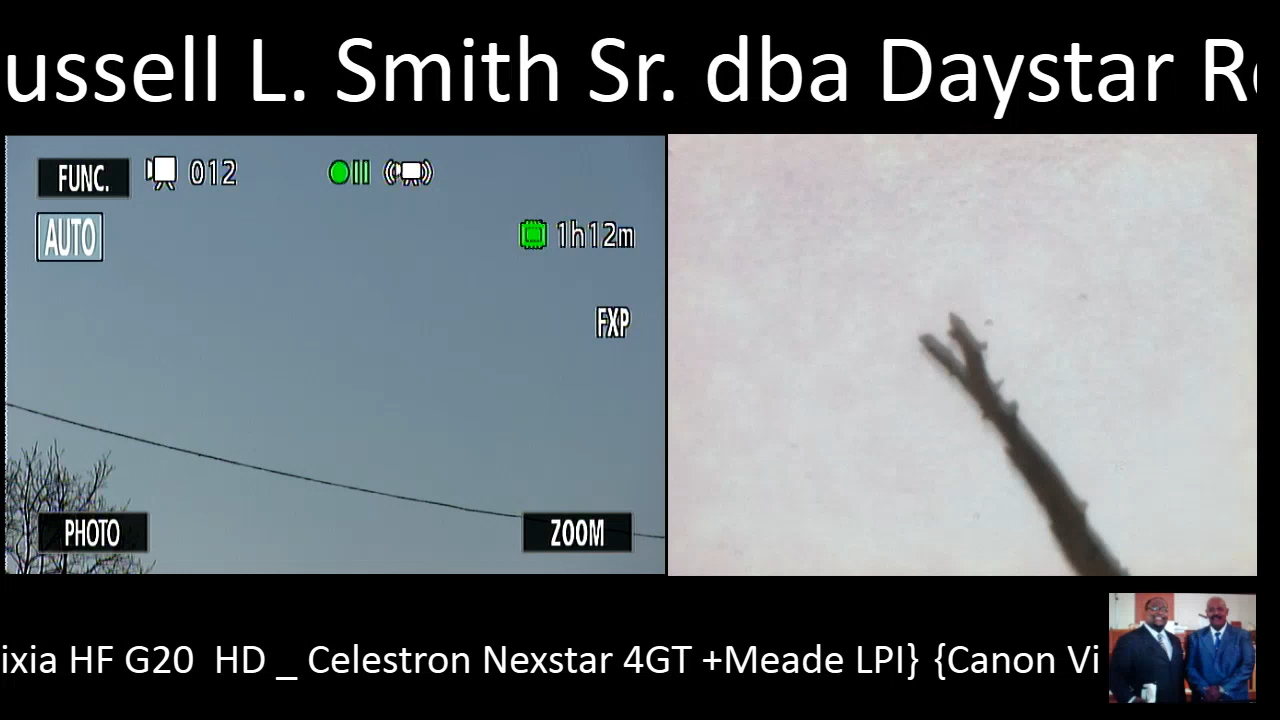 ussell L. Smith Sr. dba Daystar Re
FUNC. 012
AUTO
1h12m
FXP
PHOTO ZOOM
ixia HF G20 HD _ Celestron Nexstar 4GT +Meade LPI} {Canon Vi